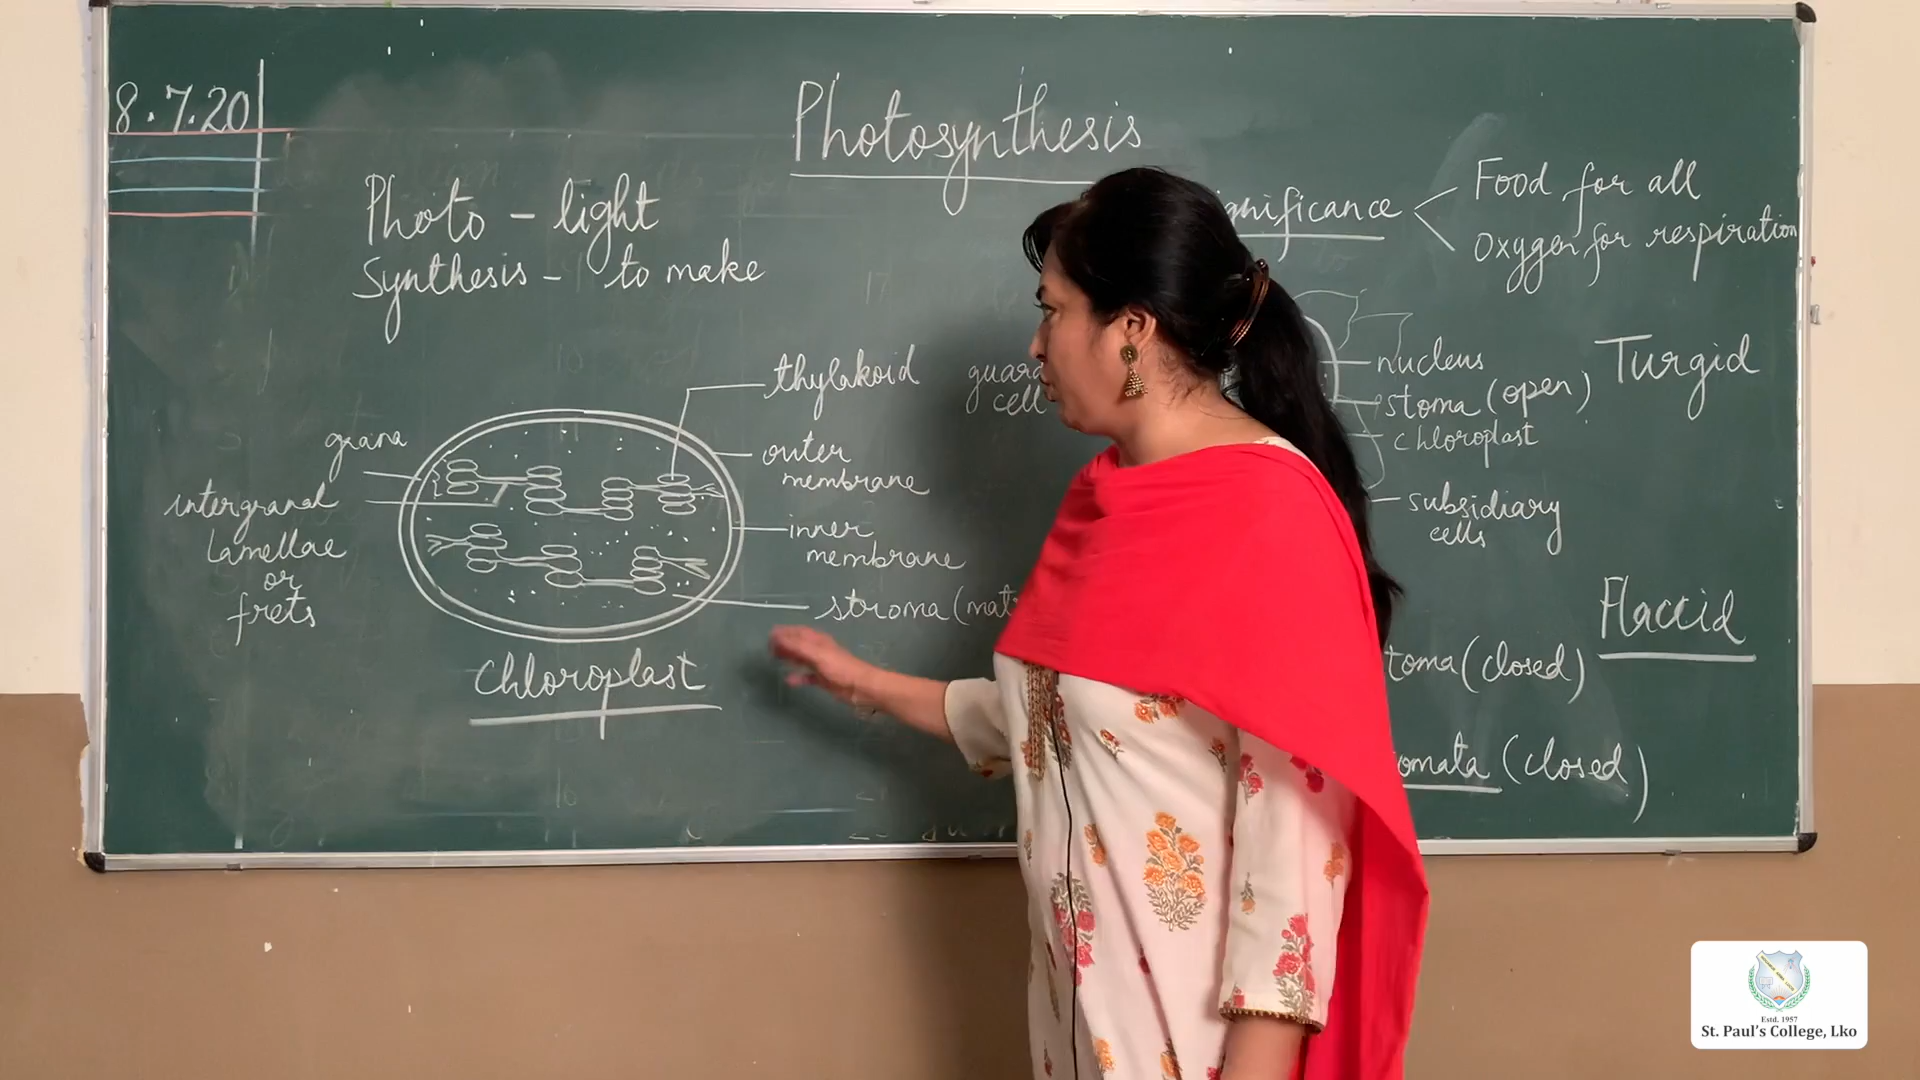 8.7.20
Photosynthesis
Photo - light
Synthesis - to make
gnificance
Food for all
Oxygen for respiration
grana
intergranal
lamellae
or
frets
thylakoid
outer
membrane
inner
membrane
stroma (mat
chloroplast
guard
cell
nucleus
stoma (open)
chloroplast
subsidiary
cells
Turgid
Flaccid
toma (closed)
omata (closed)
Estd. 1957
St. Paul's College, Lko